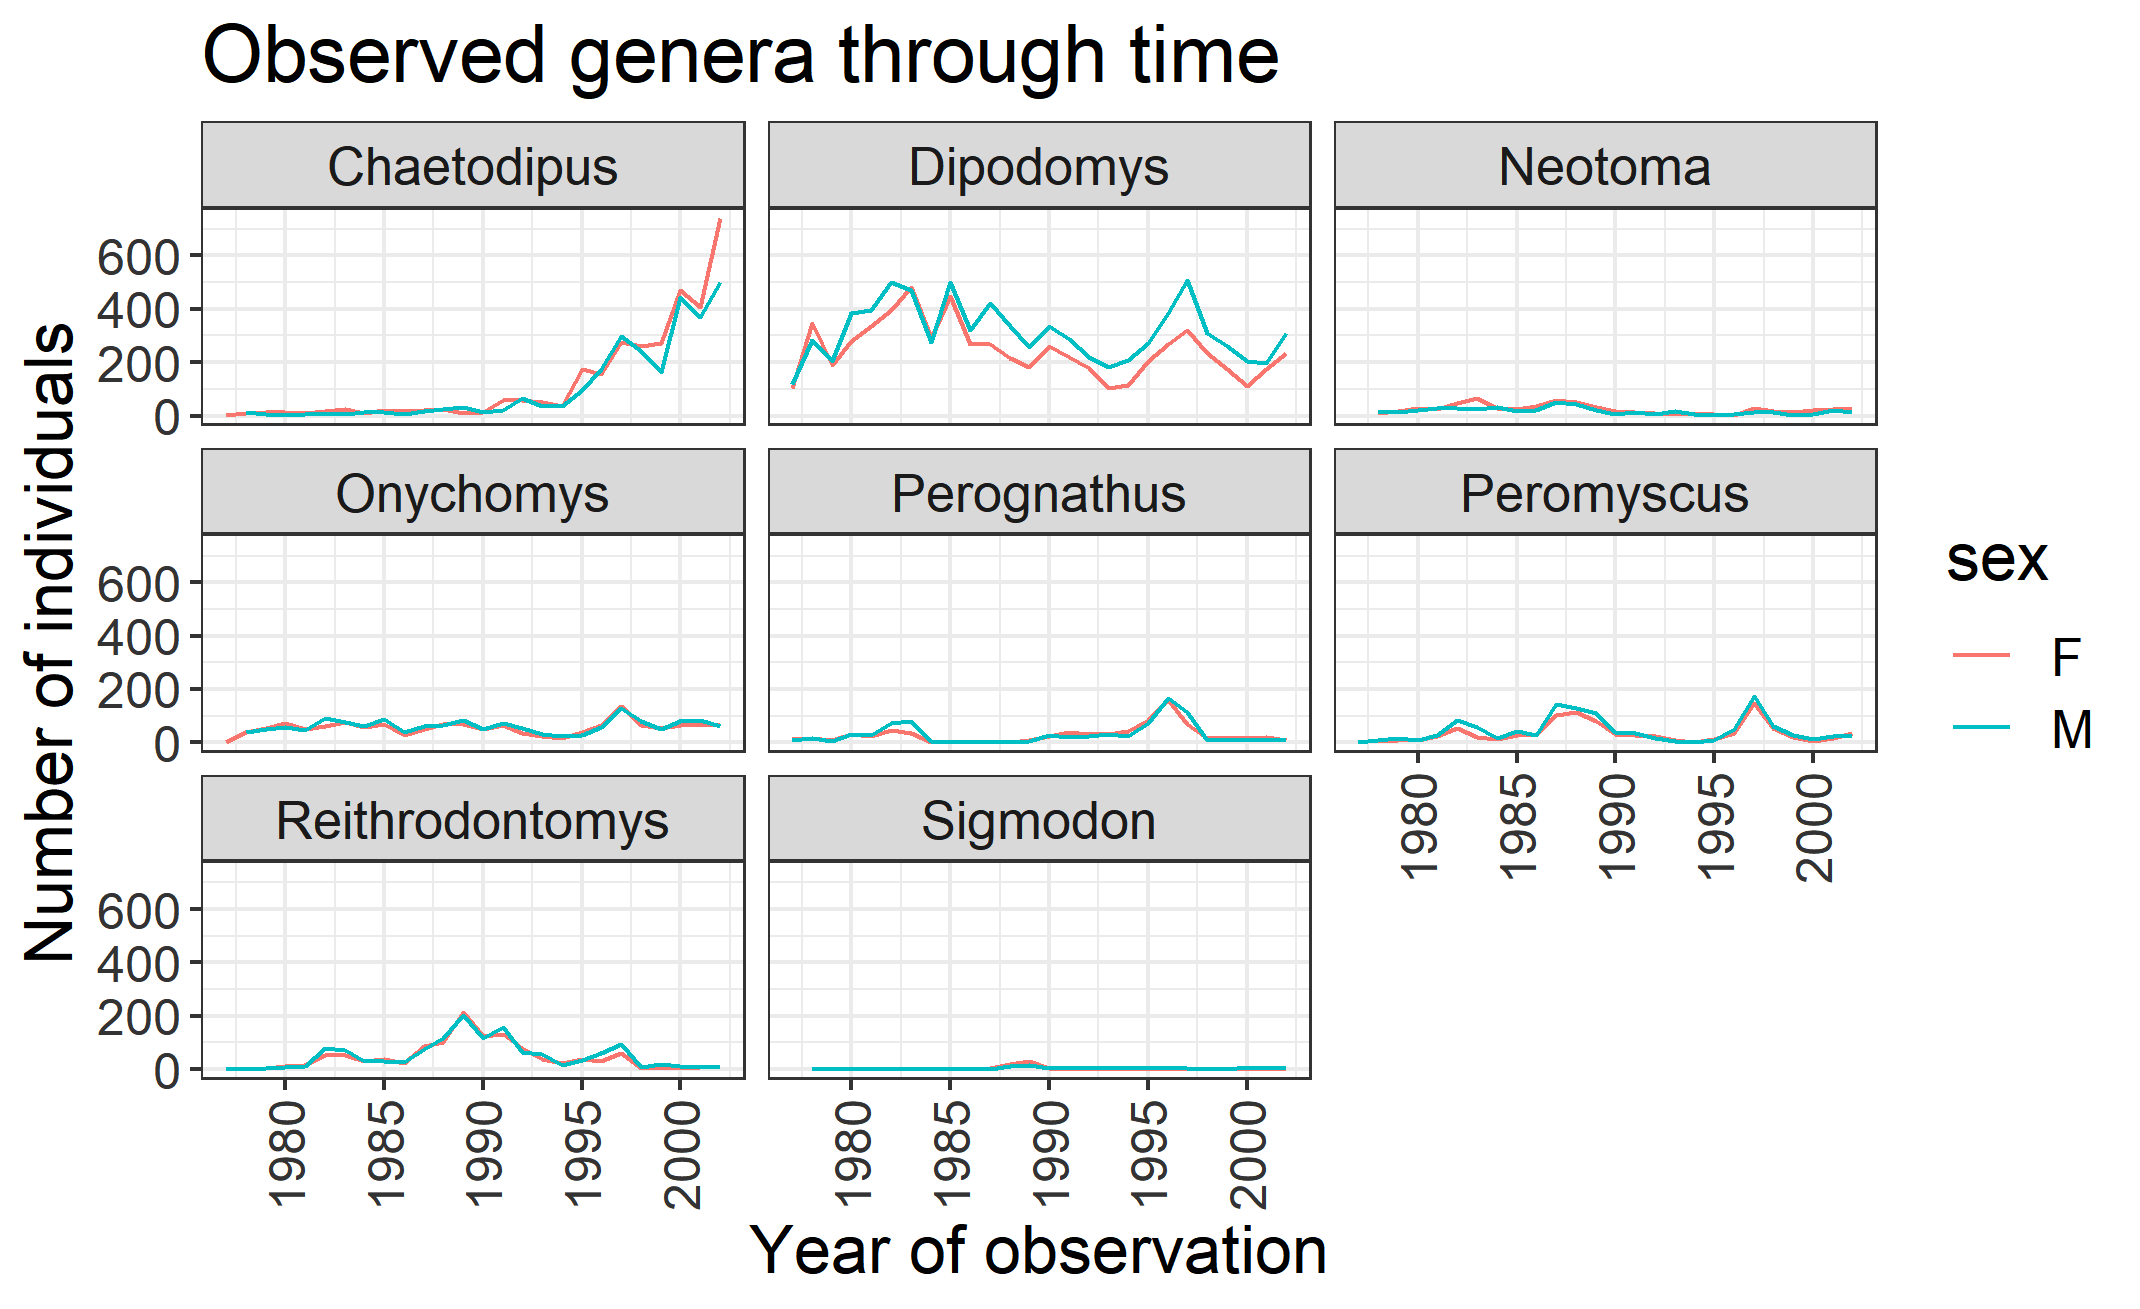 Observed genera through time
Chaetodipus
Dipodomys
Neotoma
600
400
200
0
Onychomys
Perognathus
Peromyscus
600
400
200
0
1980
1985
1990
1995
2000
Reithrodontomys
Sigmodon
600
400
200
0
1980
1985
1990
1995
2000
1980
1985
1990
1995
2000
Year of observation
Number of individuals
sex
F
M